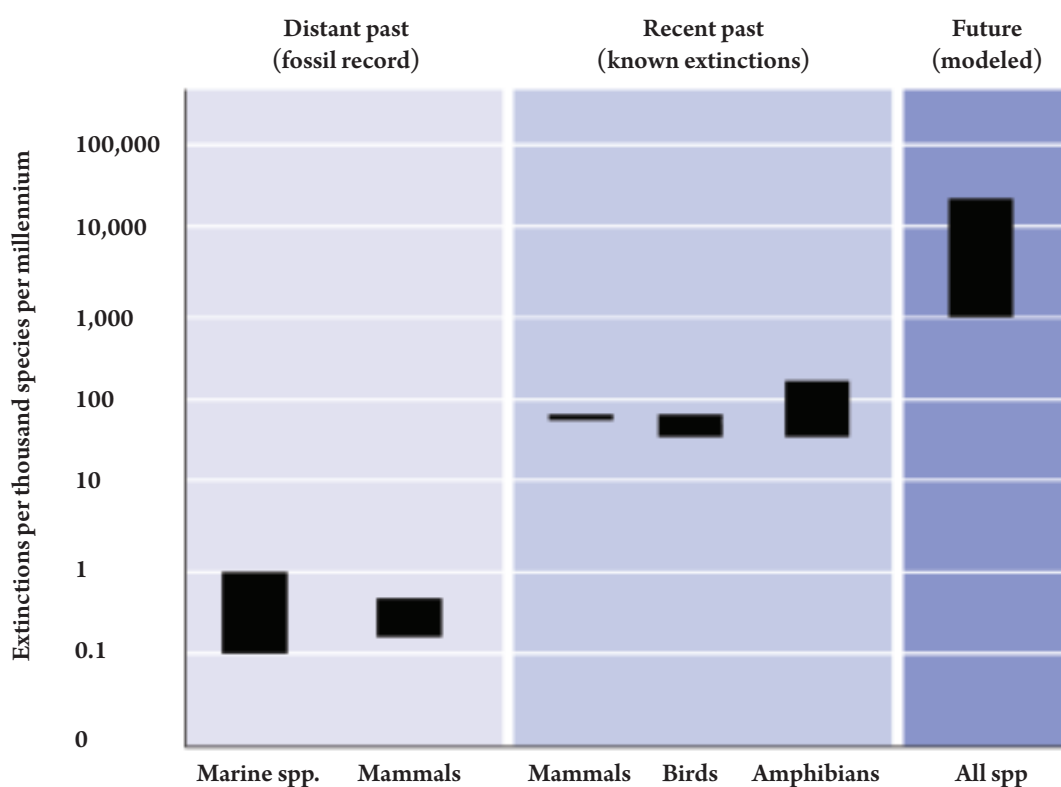 Distant past
(fossil record)
Recent past
(known extinctions)
Future
(modeled)
Extinctions per thousand species per millennium
100,000
10,000
1,000
100
10
1
0.1
0
Marine spp.
Mammals
Mammals
Birds
Amphibians
All spp